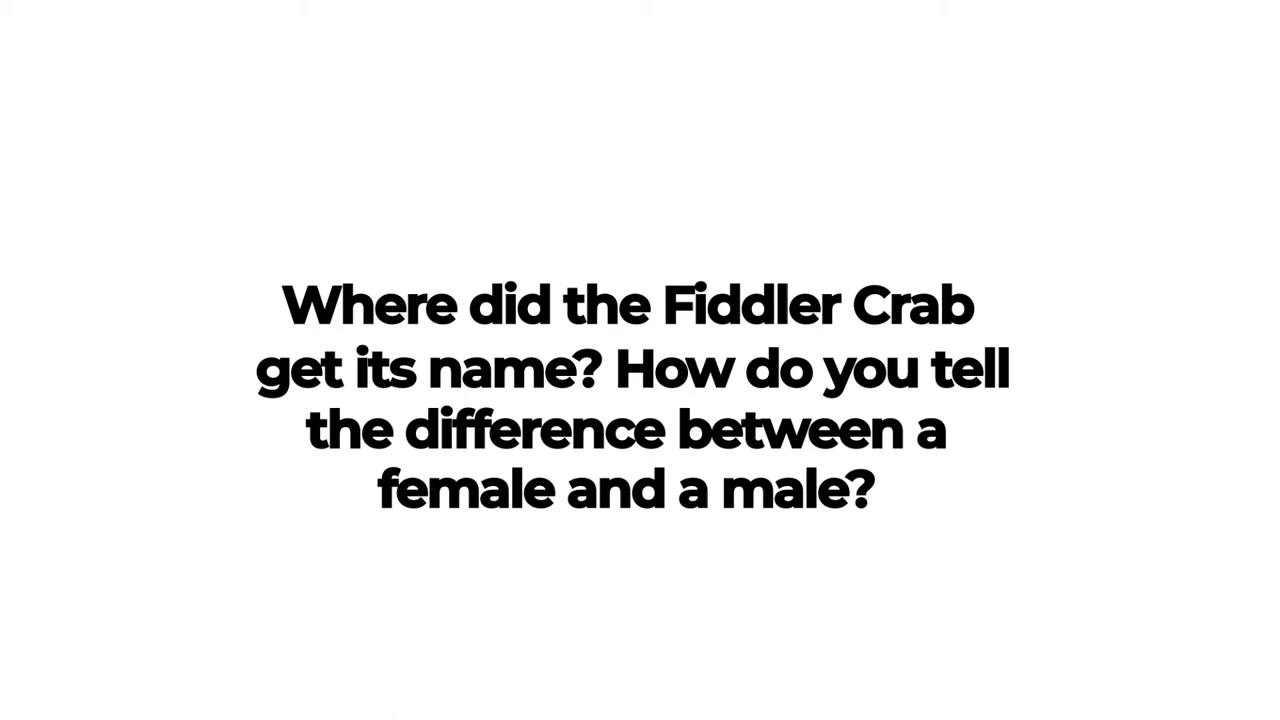 Where did the Fiddler Crab
get its name? How do you tell
the difference between a
female and a male?